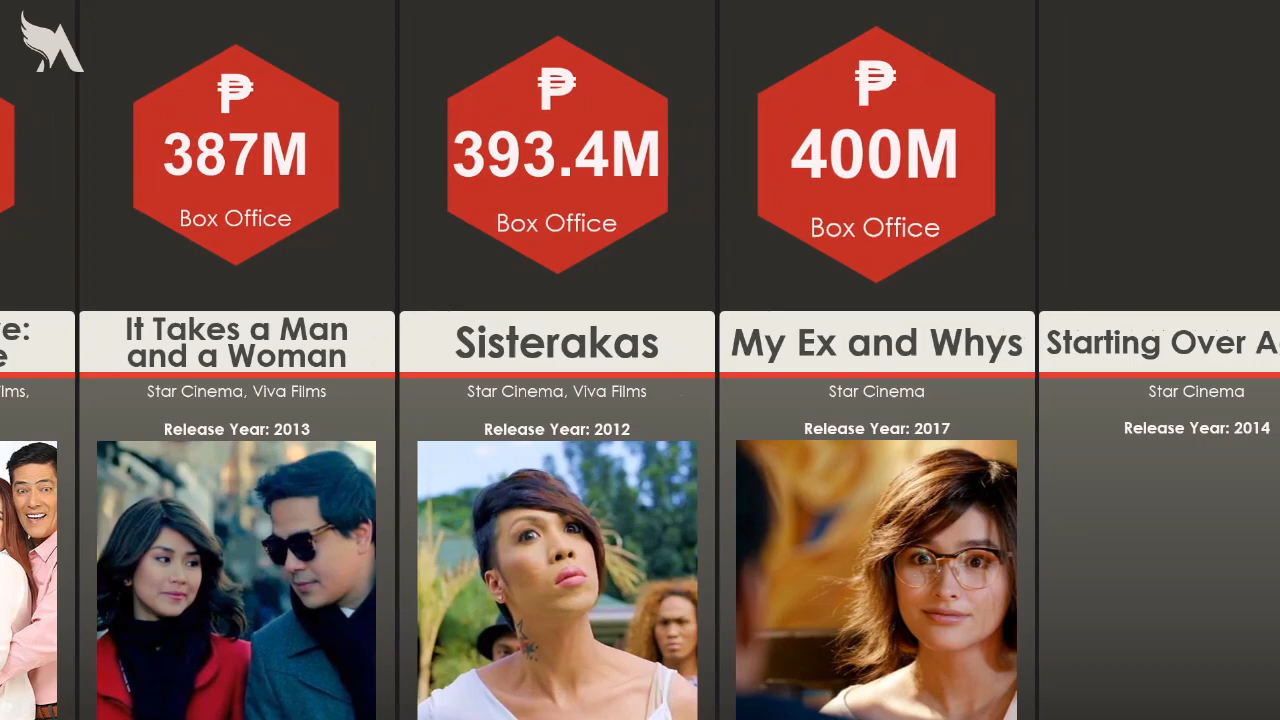 ₱
387M
Box Office
₱
393.4M
Box Office
₱
400M
Box Office
It Takes a Man
and a Woman
Sisterakas
My Ex and Whys
Starting Over
Star Cinema, Viva Films
Star Cinema, Viva Films
Star Cinema
Star Cinema
Release Year: 2013
Release Year: 2012
Release Year: 2017
Release Year: 2014